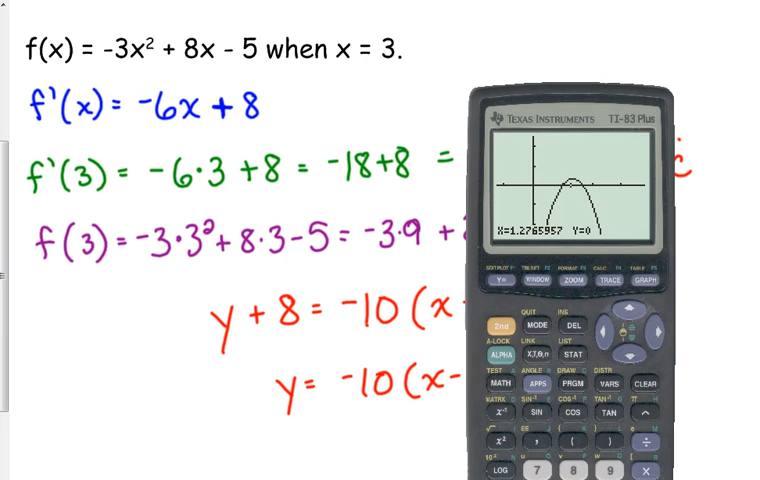 f(x) = -3x² + 8x - 5 when x = 3.
f'(x) = -6x + 8
f'(3) = -6·3 + 8 = -18 + 8 =
f(3) = -3·3² + 8·3 - 5 = -3·9 +
y + 8 = -10(x
y = -10(x-
TEXAS INSTRUMENTS TI-83 Plus
X=1.2765957 Y=0
STAT PLOT F1 TBLSET F2 FORMAT F3 CALC F4 TABLE F5
Y= WINDOW ZOOM TRACE GRAPH
QUIT INS
2nd MODE DEL
A-LOCK LINK LIST
ALPHA X,T,Θ,n STAT
TEST A ANGLE B DRAW C DISTR
MATH APPS PRGM VARS CLEAR
MATRX D SIN⁻¹ E COS⁻¹ F TAN⁻¹ G π H
x⁻¹ SIN COS TAN ^
√ I EE J { K } L e M
x² , ( ) ÷
10ˣ N u O v P w Q [ R
LOG 7 8 9 ×